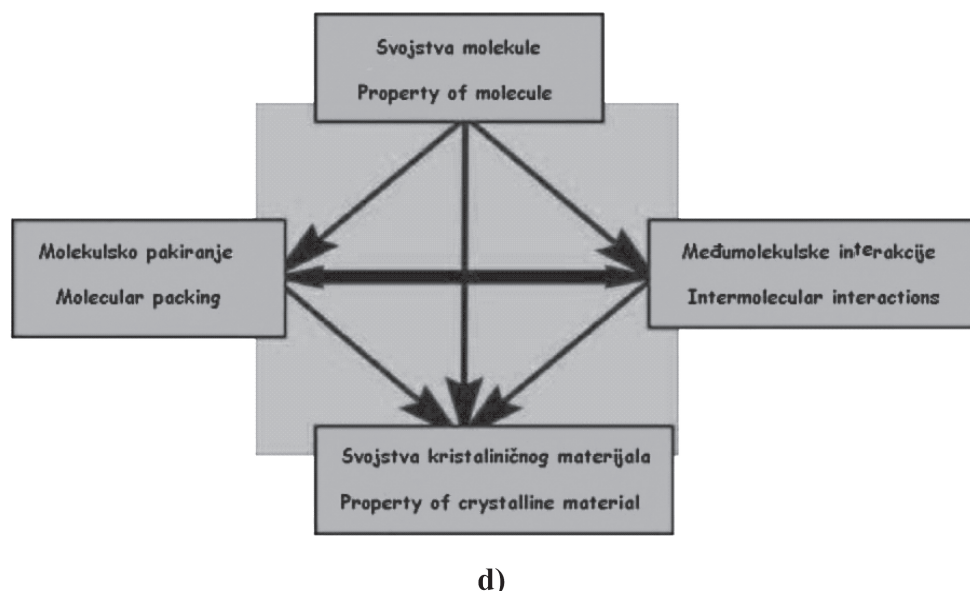 Svojstva molekule
Property of molecule
Molekulsko pakiranje
Molecular packing
Međumolekulske interakcije
Intermolecular interactions
Svojstva kristaliničnog materijala
Property of crystalline material
d)